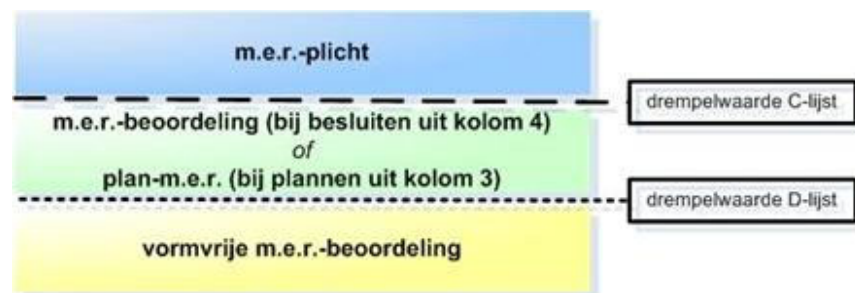 m.e.r.-plicht
drempelwaarde C-lijst
m.e.r.-beoordeling (bij besluiten uit kolom 4)
of
plan-m.e.r. (bij plannen uit kolom 3)
drempelwaarde D-lijst
vormvrije m.e.r.-beoordeling